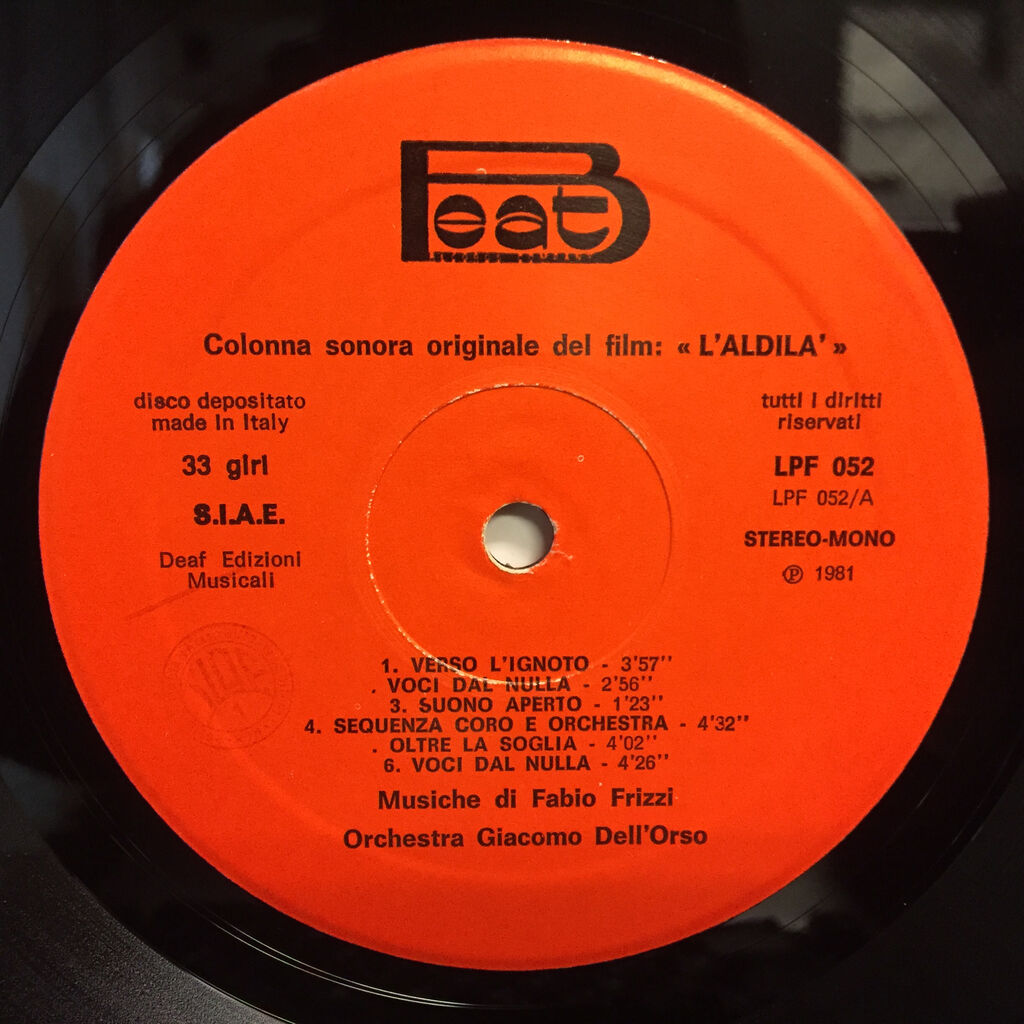 Beat
Colonna sonora originale del film: « L'ALDILA' »
disco depositato
made in Italy
33 giri
S.I.A.E.
Deaf Edizioni
Musicali
tutti i diritti
riservati
LPF 052
LPF 052/A
STEREO-MONO
℗ 1981
1. VERSO L'IGNOTO - 3'57''
. VOCI DAL NULLA - 2'56''
3. SUONO APERTO - 1'23''
4. SEQUENZA CORO E ORCHESTRA - 4'32''
. OLTRE LA SOGLIA - 4'02''
6. VOCI DAL NULLA - 4'26''
Musiche di Fabio Frizzi
Orchestra Giacomo Dell'Orso